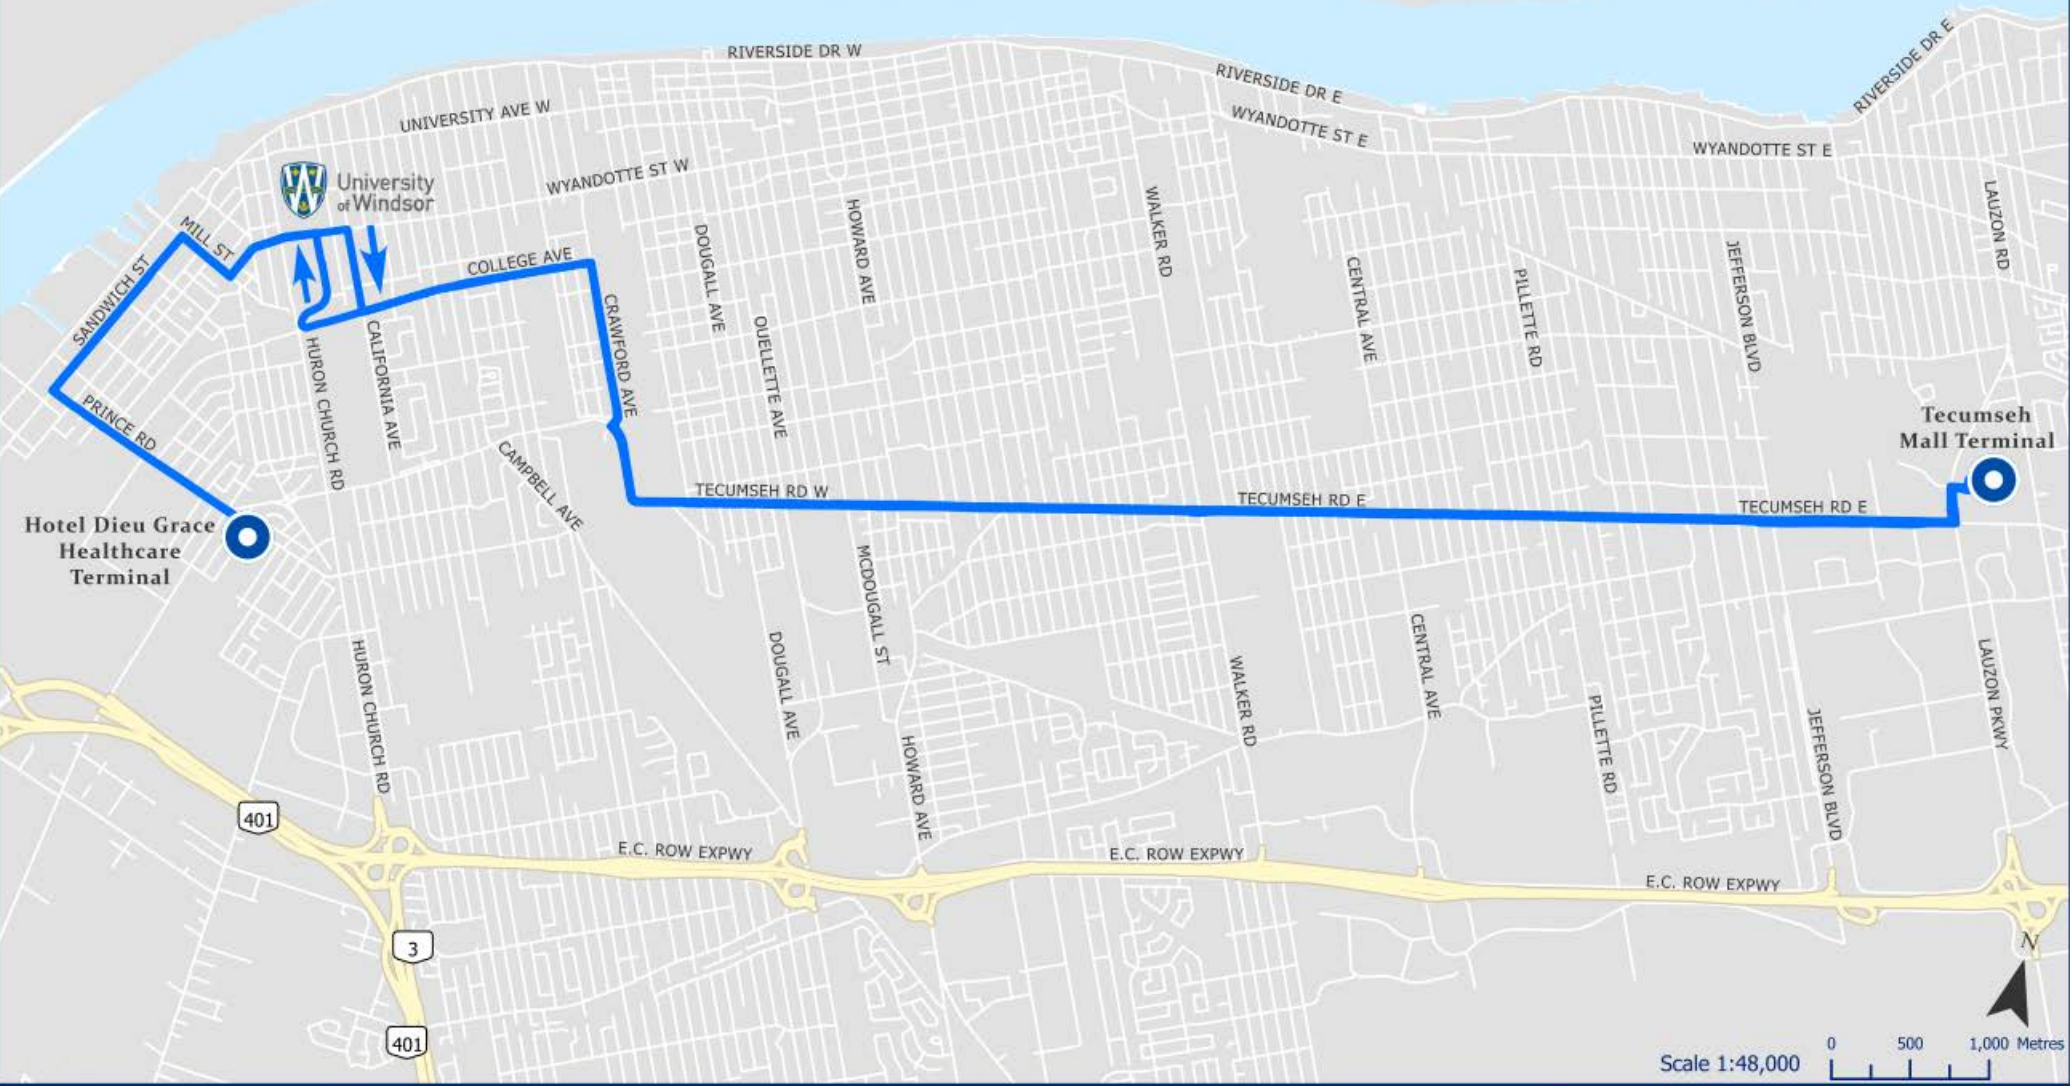 RIVERSIDE DR W
RIVERSIDE DR E
RIVERSIDE DR E
UNIVERSITY AVE W
WYANDOTTE ST E
WYANDOTTE ST E
WYANDOTTE ST W
University
of Windsor
MILL ST
SANDWICH ST
COLLEGE AVE
DOUGALL AVE
HOWARD AVE
WALKER RD
CENTRAL AVE
PILLETTE RD
JEFFERSON BLVD
LAUZON RD
CRAWFORD AVE
OUELLETTE AVE
HURON CHURCH RD
CALIFORNIA AVE
PRINCE RD
CAMPBELL AVE
Tecumseh
Mall Terminal
TECUMSEH RD W
TECUMSEH RD E
TECUMSEH RD E
Hotel Dieu Grace
Healthcare
Terminal
MCDOUGALL ST
HURON CHURCH RD
DOUGALL AVE
HOWARD AVE
WALKER RD
CENTRAL AVE
PILLETTE RD
JEFFERSON BLVD
LAUZON PKWY
401
E.C. ROW EXPWY
E.C. ROW EXPWY
E.C. ROW EXPWY
3
401
N
Scale 1:48,000
0 500 1,000 Metres